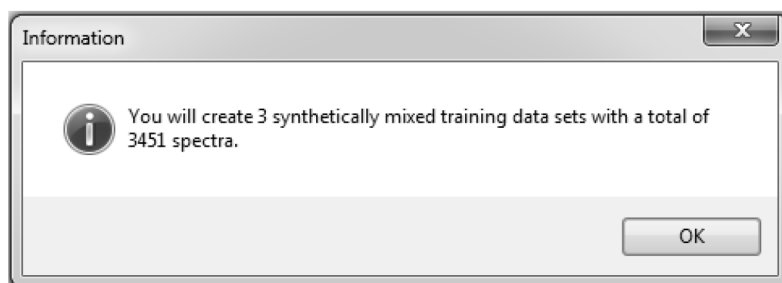 Information
X
You will create 3 synthetically mixed training data sets with a total of
3451 spectra.
OK